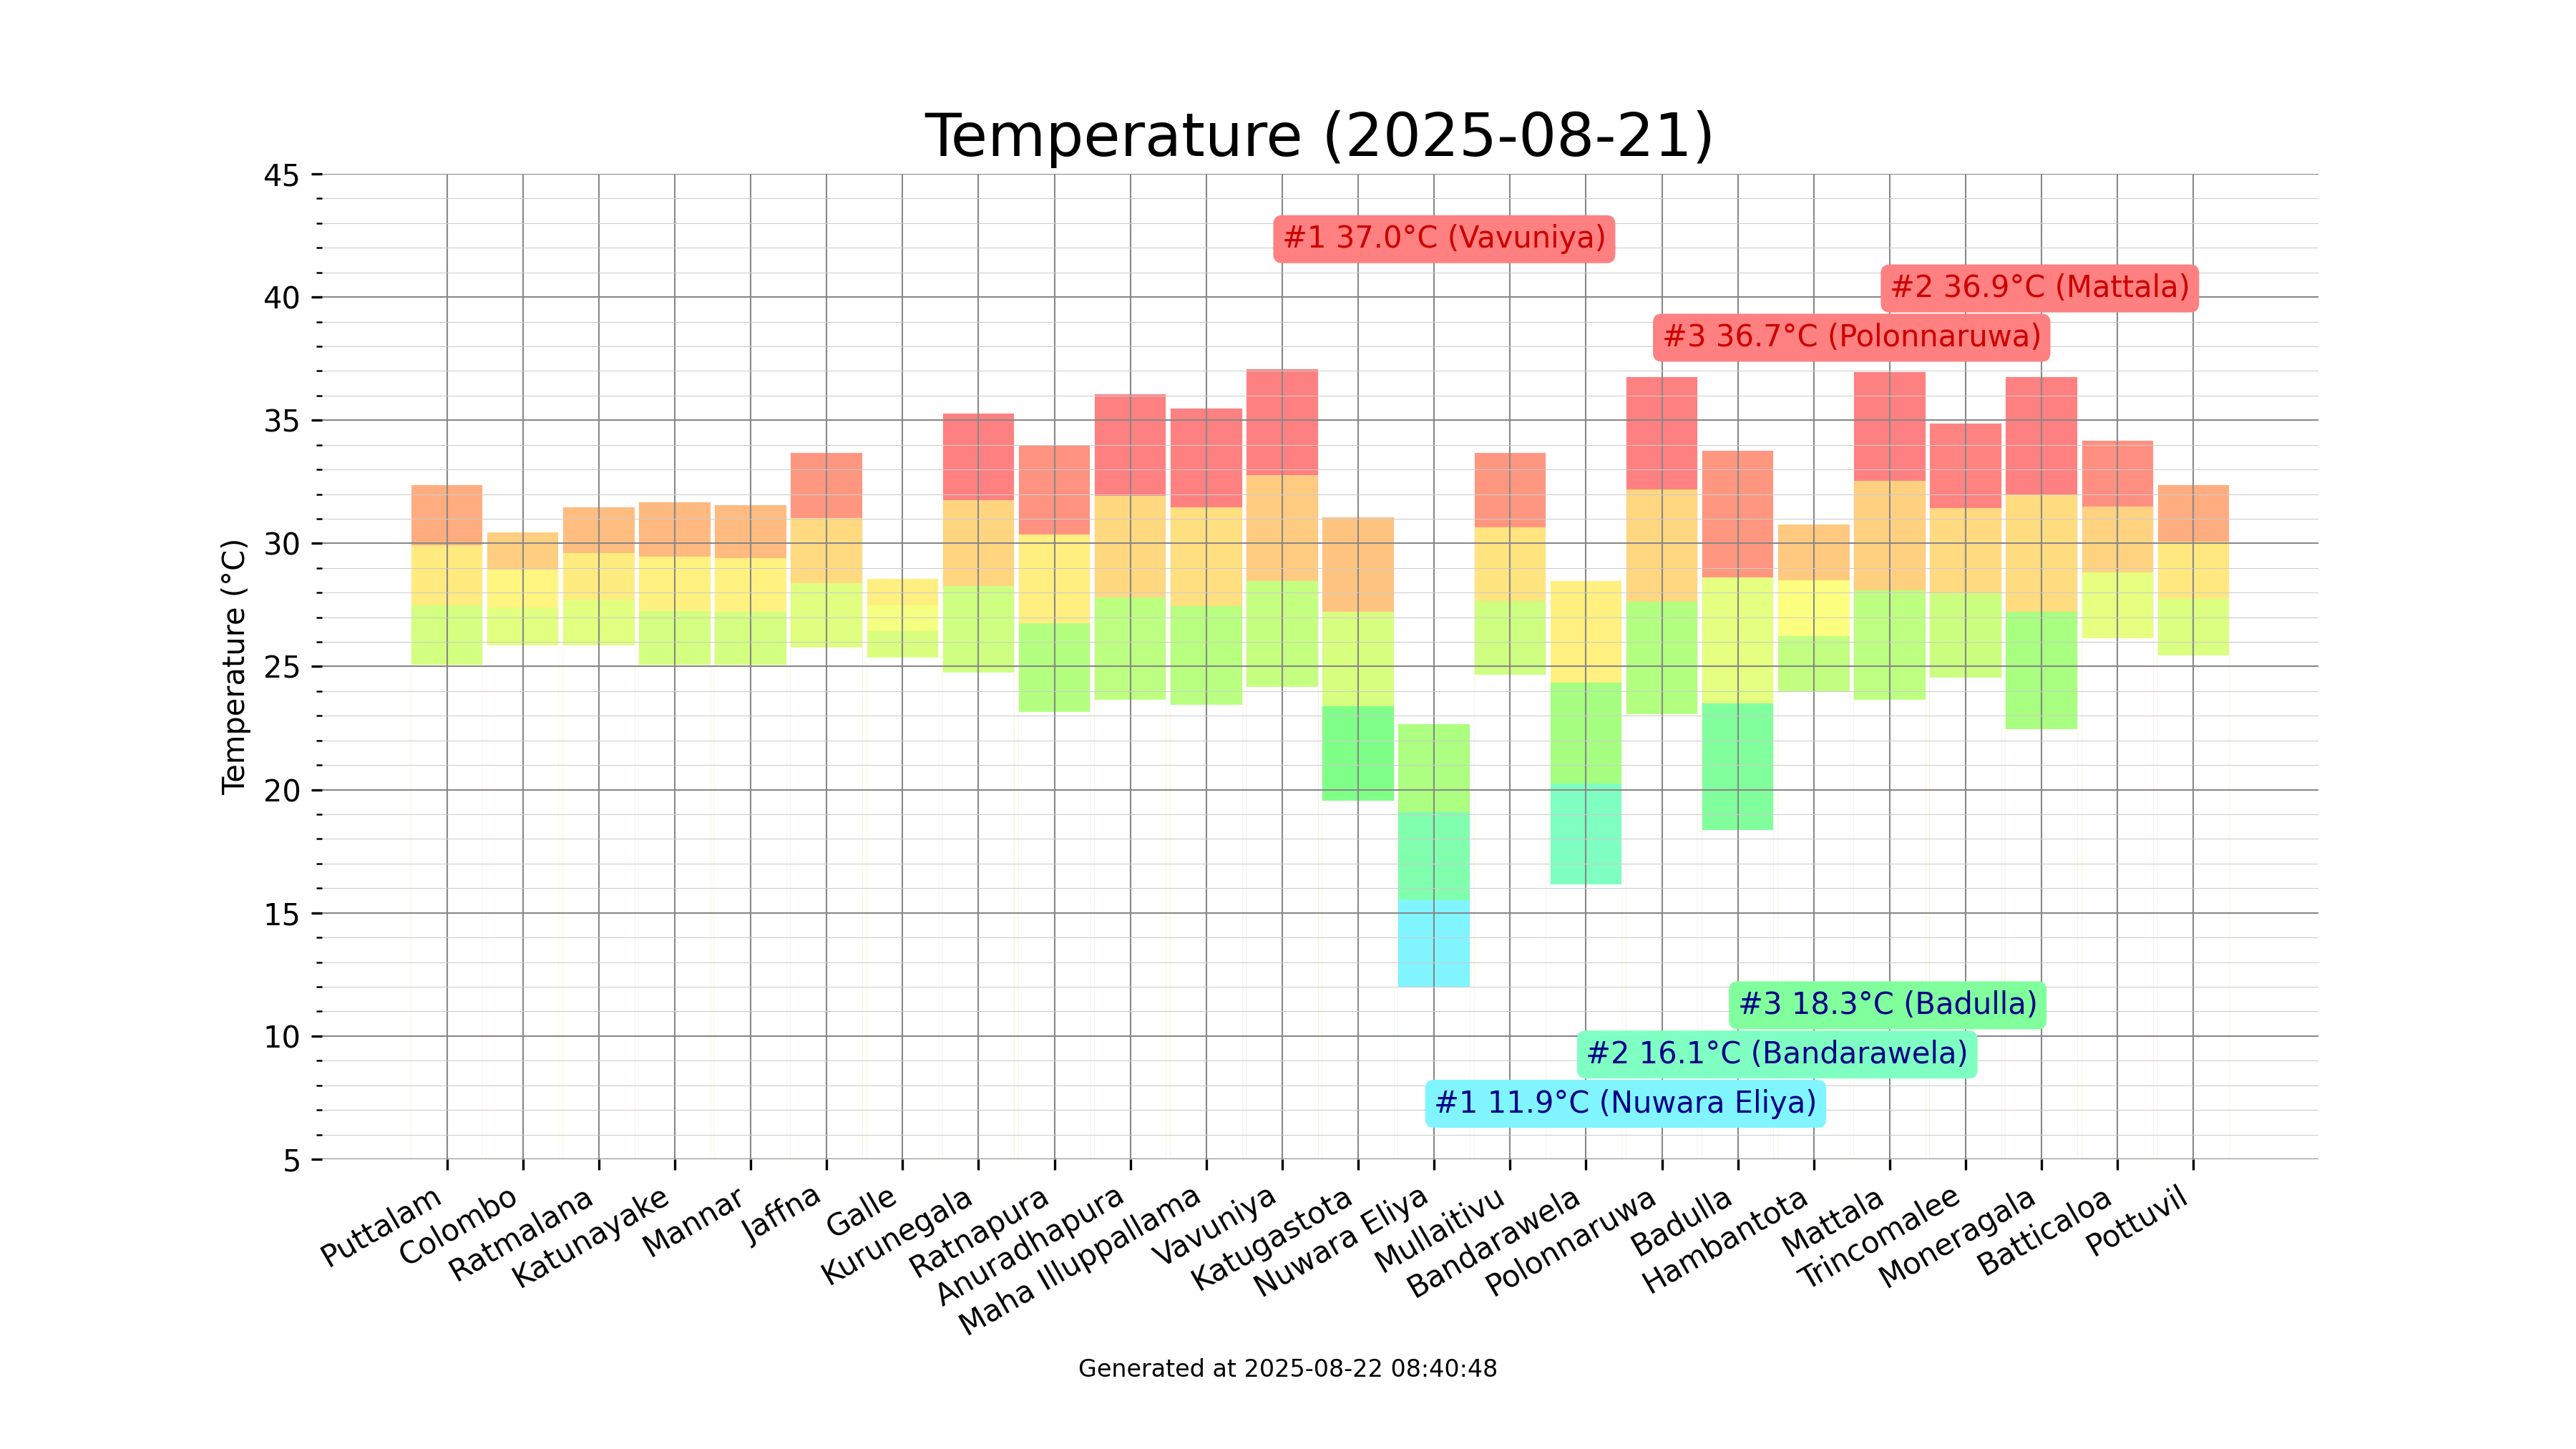 Temperature (2025-08-21)
Temperature (°C)
45
40
35
30
25
20
15
10
5
#1 37.0°C (Vavuniya)
#2 36.9°C (Mattala)
#3 36.7°C (Polonnaruwa)
#3 18.3°C (Badulla)
#2 16.1°C (Bandarawela)
#1 11.9°C (Nuwara Eliya)
Puttalam
Colombo
Ratmalana
Katunayake
Mannar
Jaffna
Galle
Kurunegala
Ratnapura
Anuradhapura
Maha Illuppallama
Vavuniya
Katugastota
Nuwara Eliya
Mullaitivu
Bandarawela
Polonnaruwa
Badulla
Hambantota
Mattala
Trincomalee
Moneragala
Batticaloa
Pottuvil
Generated at 2025-08-22 08:40:48